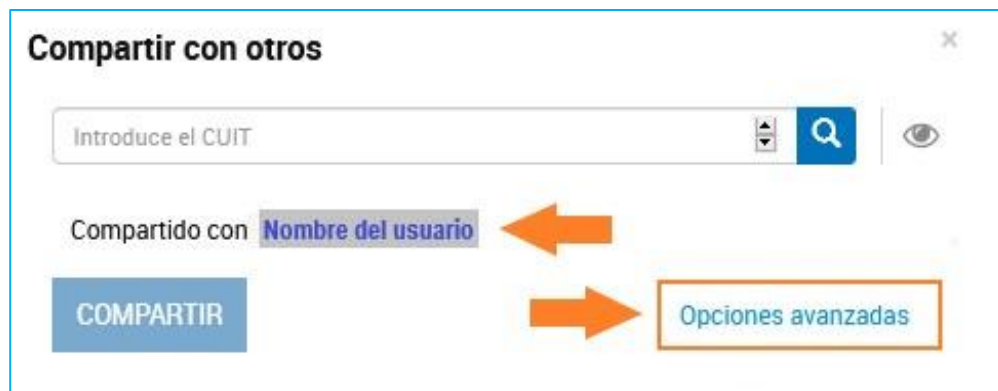 Compartir con otros
Introduce el CUIT
Compartido con Nombre del usuario
COMPARTIR
Opciones avanzadas